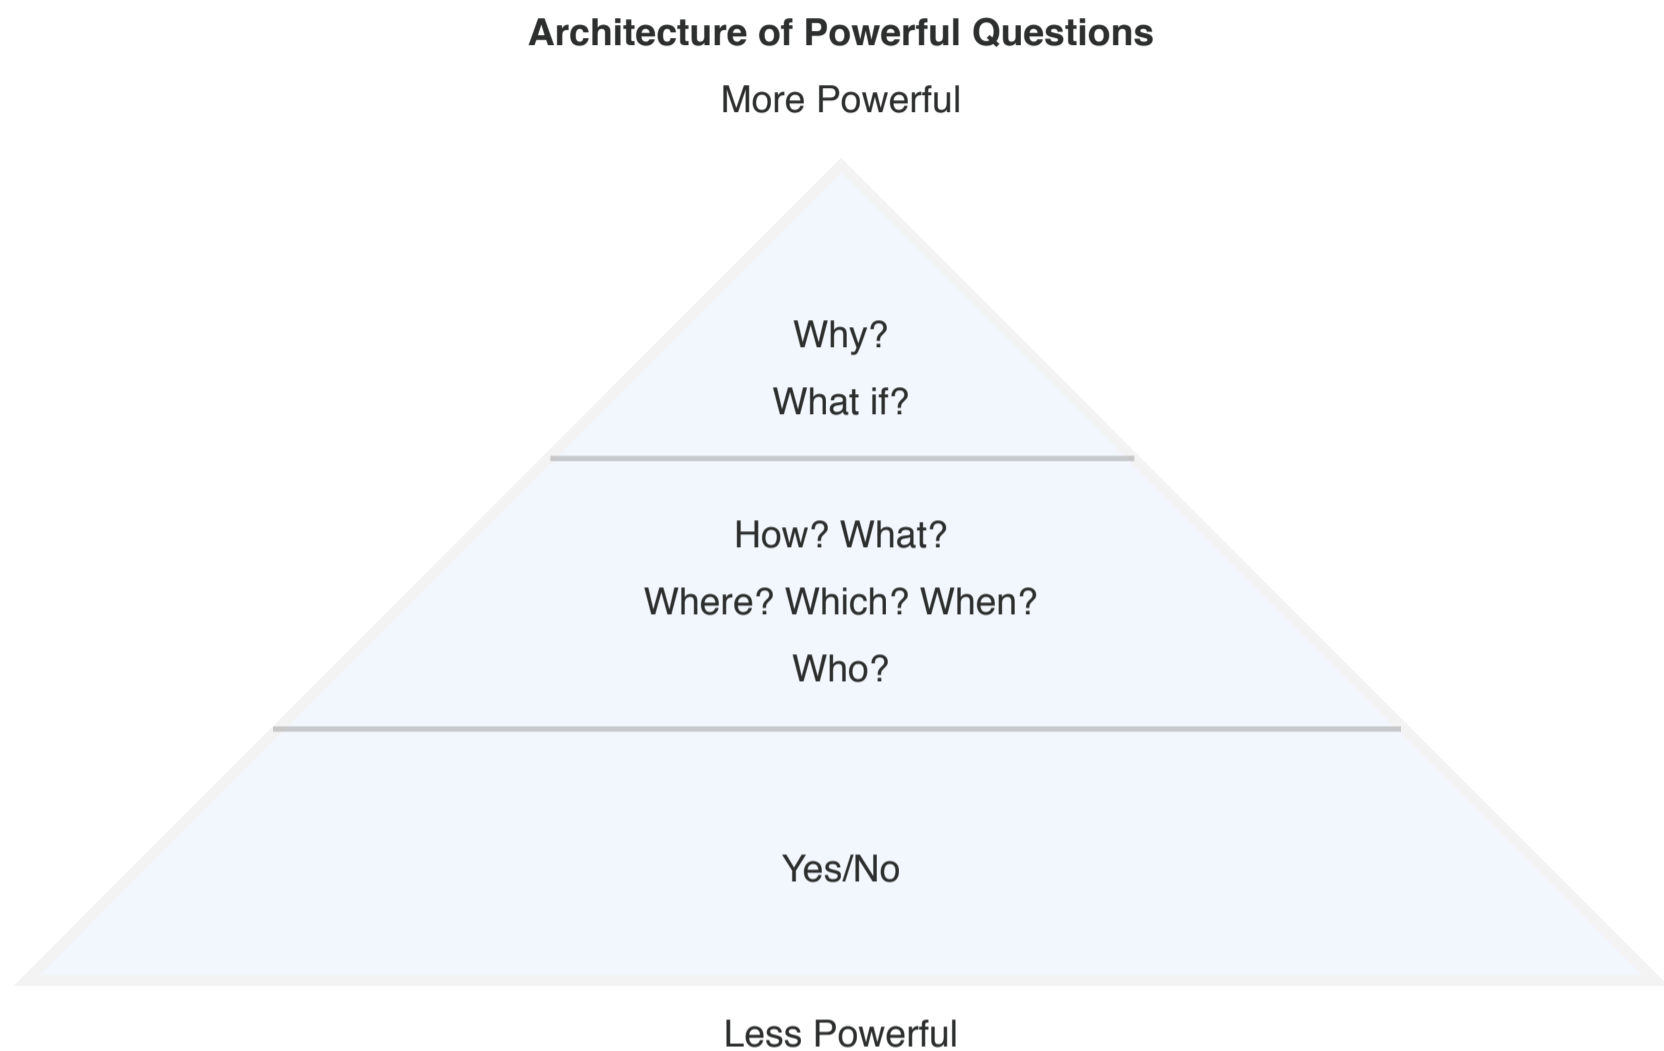 Architecture of Powerful Questions
More Powerful
Why?
What if?
How? What?
Where? Which? When?
Who?
Yes/No
Less Powerful